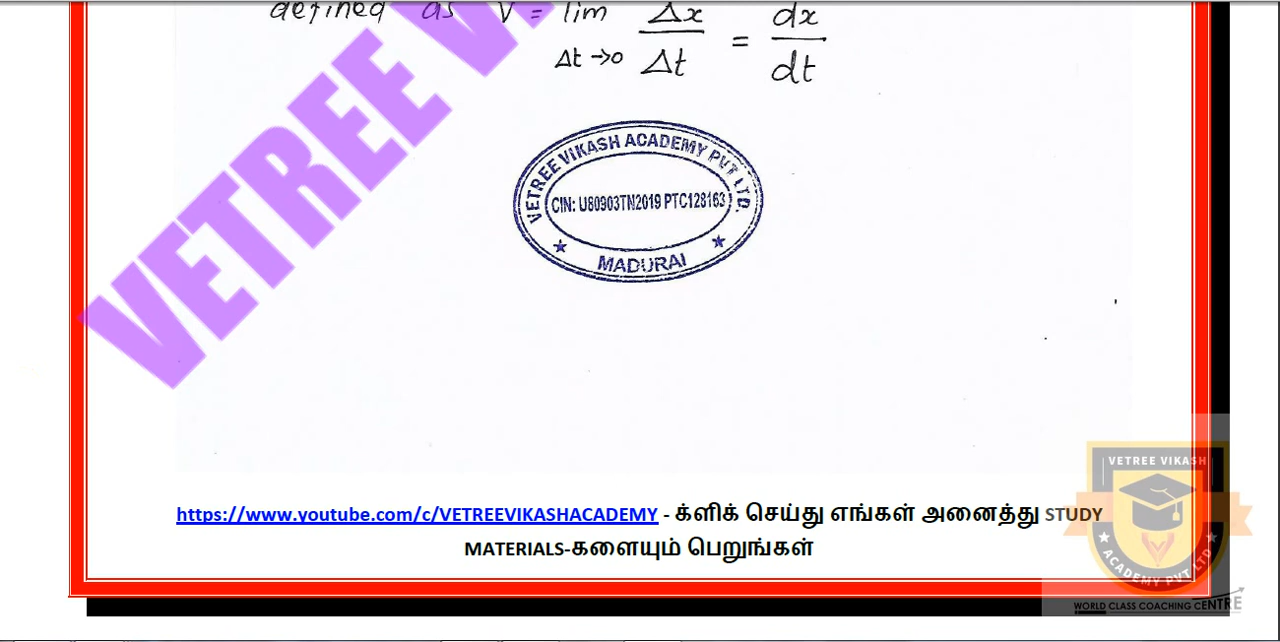 defined as V = lim Δx = dx
Δt →0 Δt dt
VETREE V
VETREE VIKASH ACADEMY PVT LTD.
CIN: U80903TN2019 PTC128163
★ MADURAI ★
https://www.youtube.com/c/VETREEVIKASHACADEMY - க்ளிக் செய்து எங்கள் அனைத்து STUDY
MATERIALS-களையும் பெறுங்கள்
VETREE VIKASH
ACADEMY PVT LTD
WORLD CLASS COACHING CENTRE